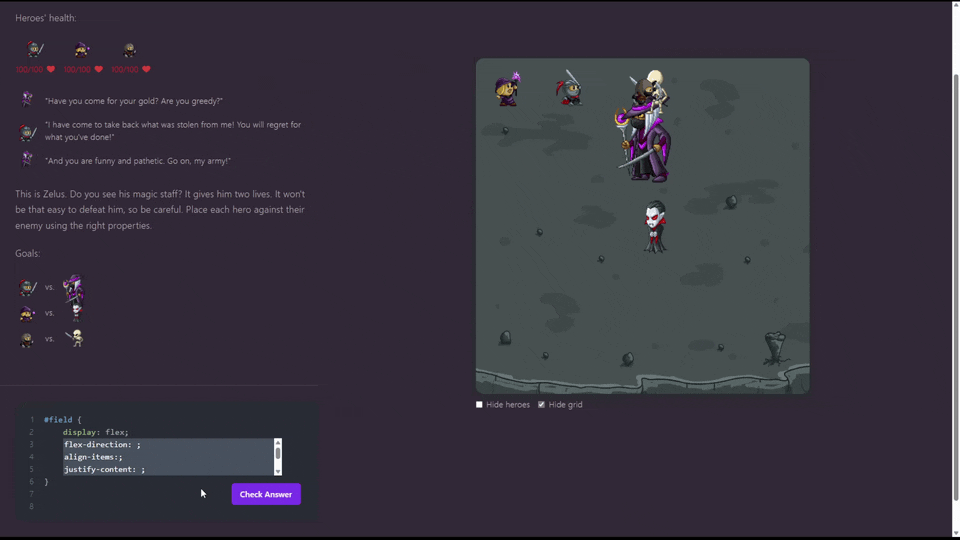 Heroes' health:
100/100 100/100 100/100
"Have you come for your gold? Are you greedy?"
"I have come to take back what was stolen from me! You will regret for
what you've done!"
"And you are funny and pathetic. Go on, my army!"
This is Zelus. Do you see his magic staff? It gives him two lives. It won't
be that easy to defeat him, so be careful. Place each hero against their
enemy using the right properties.
Goals:
vs.
vs.
vs.
Hide heroes Hide grid
1 #field {
2 display: flex;
3 flex-direction: ;
4 align-items:;
5 justify-content: ;
6 }
7
8
Check Answer